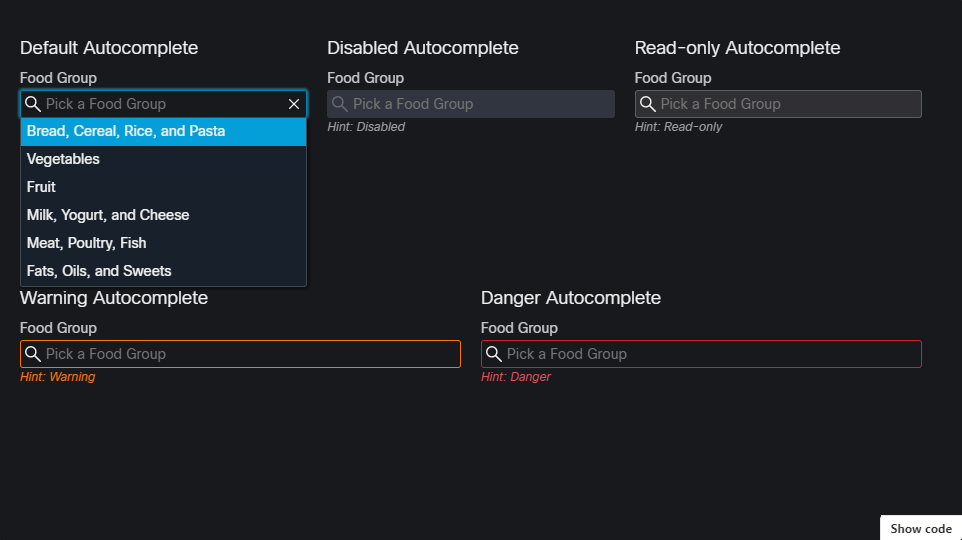 Default Autocomplete
Food Group
Pick a Food Group
Bread, Cereal, Rice, and Pasta
Vegetables
Fruit
Milk, Yogurt, and Cheese
Meat, Poultry, Fish
Fats, Oils, and Sweets
Disabled Autocomplete
Food Group
Pick a Food Group
Hint: Disabled
Read-only Autocomplete
Food Group
Pick a Food Group
Hint: Read-only
Warning Autocomplete
Food Group
Pick a Food Group
Hint: Warning
Danger Autocomplete
Food Group
Pick a Food Group
Hint: Danger
Show code